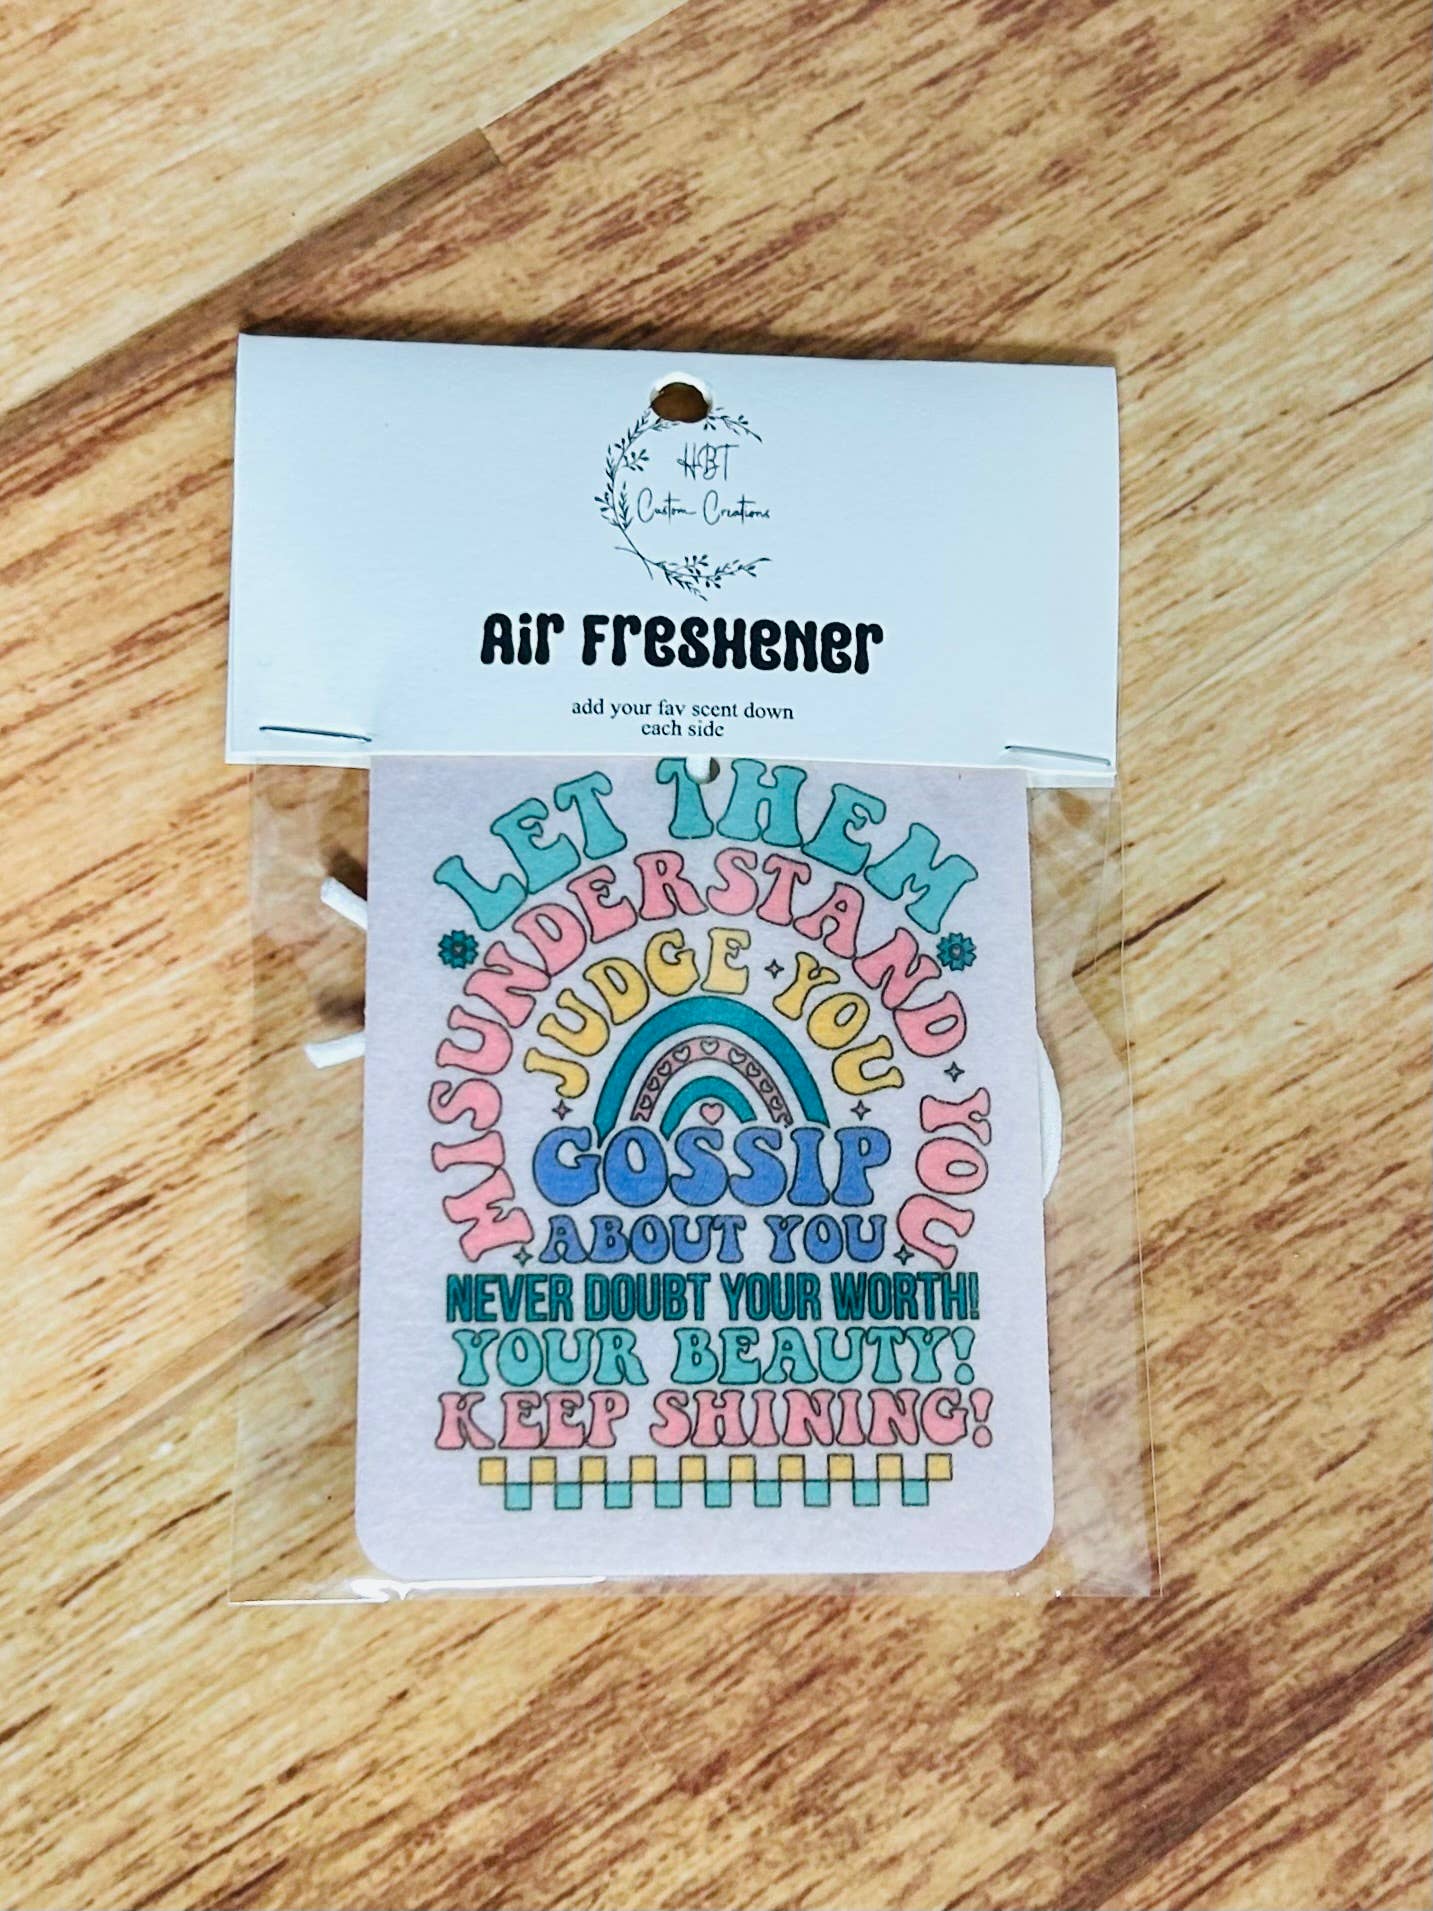 HBT
Custom Creations
Air Freshener
add your fav scent down
each side
LET THEM
MISUNDERSTAND YOU
JUDGE YOU
GOSSIP
ABOUT YOU
NEVER DOUBT YOUR WORTH!
YOUR BEAUTY!
KEEP SHINING!